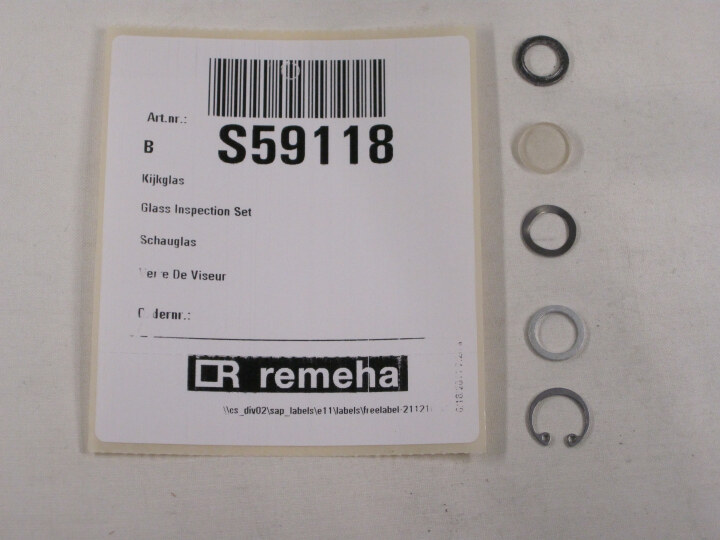 Art.nr.:
B S59118
Kijkglas
Glass Inspection Set
Schauglas
De Viseur
remeha
\\cs_div02\sap_labels\e11\labels\freelabel-21121